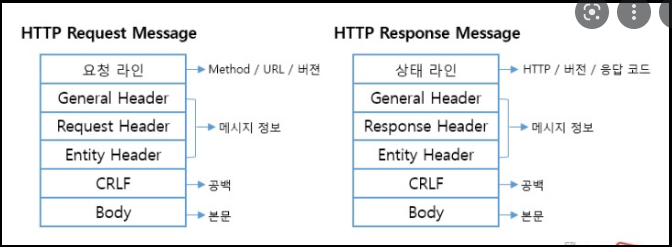 HTTP Request Message
요청 라인 Method / URL / 버젼
General Header
Request Header 메시지 정보
Entity Header
CRLF 공백
Body 본문
HTTP Response Message
상태 라인 HTTP / 버전 / 응답 코드
General Header
Response Header 메시지 정보
Entity Header
CRLF 공백
Body 본문